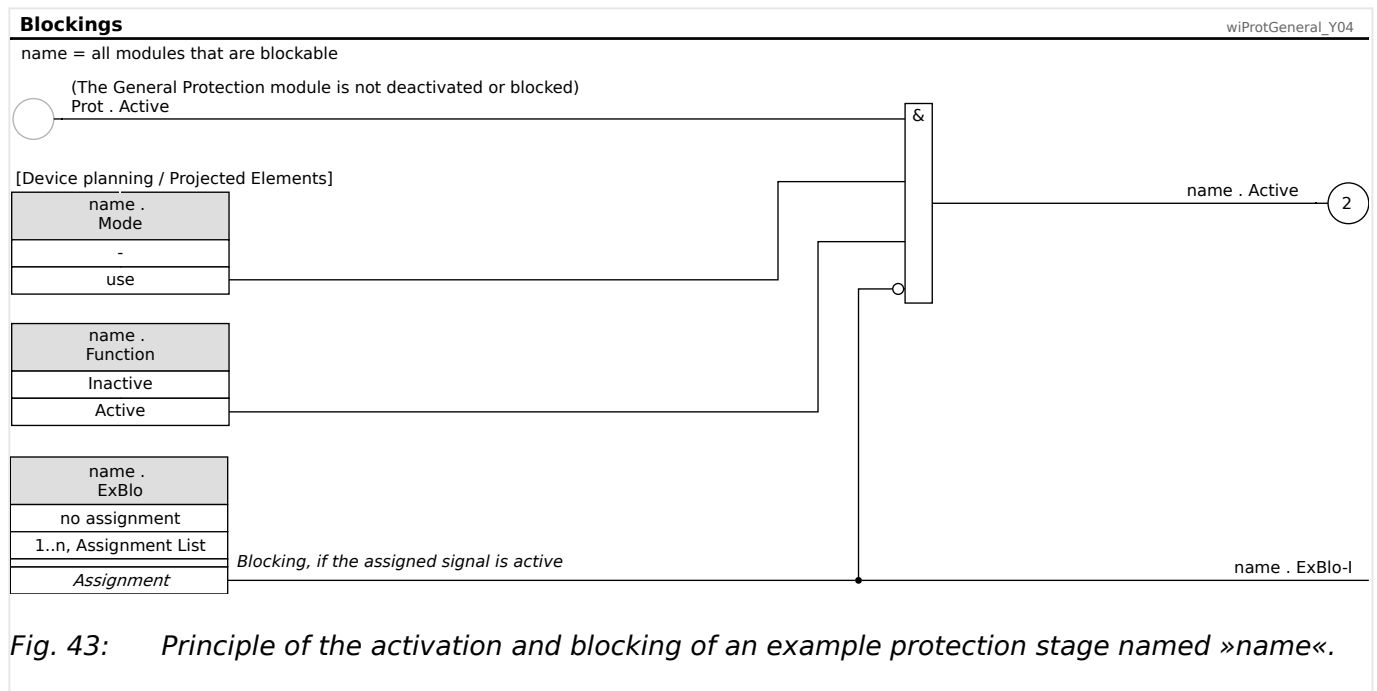 Blockings
wiProtGeneral_Y04
name = all modules that are blockable
(The General Protection module is not deactivated or blocked)
Prot . Active
&
[Device planning / Projected Elements]
name .
Mode
-
use
name . Active
2
name .
Function
Inactive
Active
name .
ExBlo
no assignment
1..n, Assignment List
Assignment
Blocking, if the assigned signal is active
name . ExBlo-I
Fig. 43: Principle of the activation and blocking of an example protection stage named »name«.